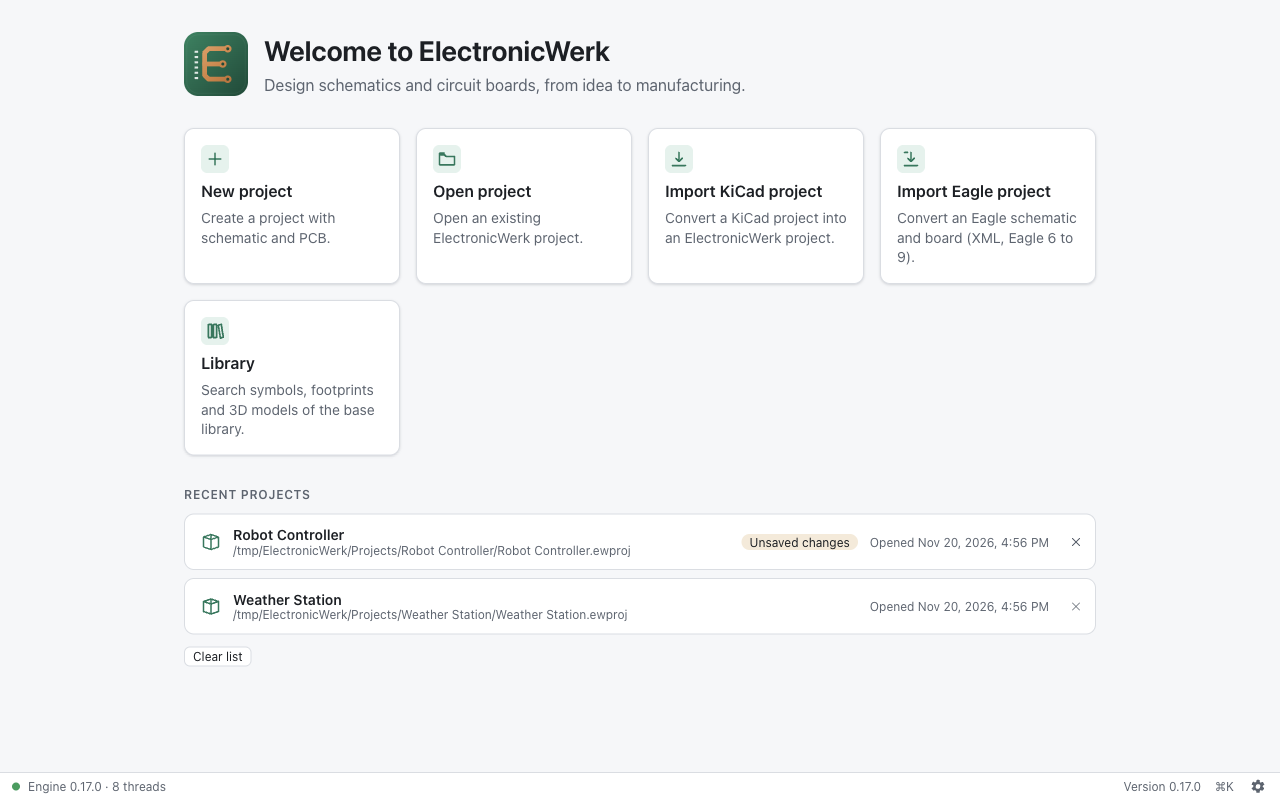 Welcome to ElectronicWerk
Design schematics and circuit boards, from idea to manufacturing.
New project
Create a project with
schematic and PCB.
Open project
Open an existing
ElectronicWerk project.
Import KiCad project
Convert a KiCad project into
an ElectronicWerk project.
Import Eagle project
Convert an Eagle schematic
and board (XML, Eagle 6 to
9).
Library
Search symbols, footprints
and 3D models of the base
library.
RECENT PROJECTS
Robot Controller
/tmp/ElectronicWerk/Projects/Robot Controller/Robot Controller.ewproj
Unsaved changes
Opened Nov 20, 2026, 4:56 PM
Weather Station
/tmp/ElectronicWerk/Projects/Weather Station/Weather Station.ewproj
Opened Nov 20, 2026, 4:56 PM
Clear list
Engine 0.17.0 · 8 threads
Version 0.17.0
⌘K